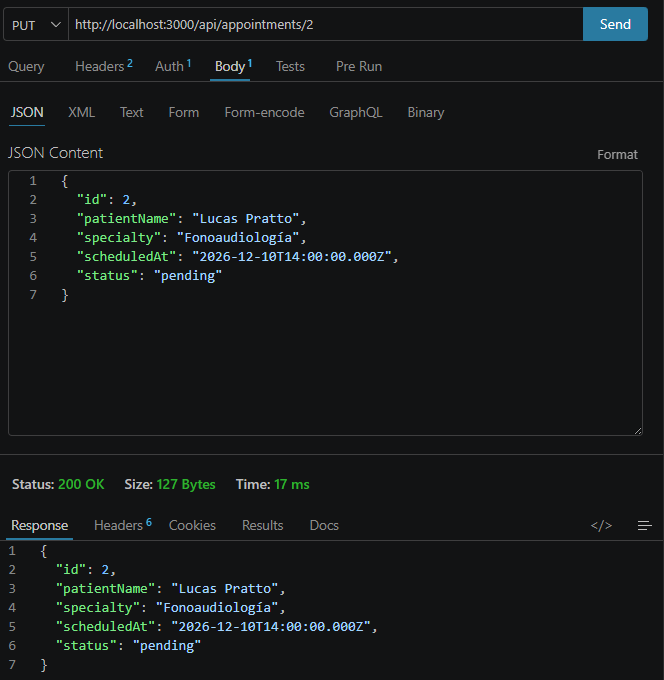 PUT http://localhost:3000/api/appointments/2 Send
Query Headers 2 Auth 1 Body 1 Tests Pre Run
JSON XML Text Form Form-encode GraphQL Binary
JSON Content Format
1 {
2 "id": 2,
3 "patientName": "Lucas Pratto",
4 "specialty": "Fonoaudiología",
5 "scheduledAt": "2026-12-10T14:00:00.000Z",
6 "status": "pending"
7 }
Status: 200 OK Size: 127 Bytes Time: 17 ms
Response Headers 6 Cookies Results Docs </>
1 {
2 "id": 2,
3 "patientName": "Lucas Pratto",
4 "specialty": "Fonoaudiología",
5 "scheduledAt": "2026-12-10T14:00:00.000Z",
6 "status": "pending"
7 }